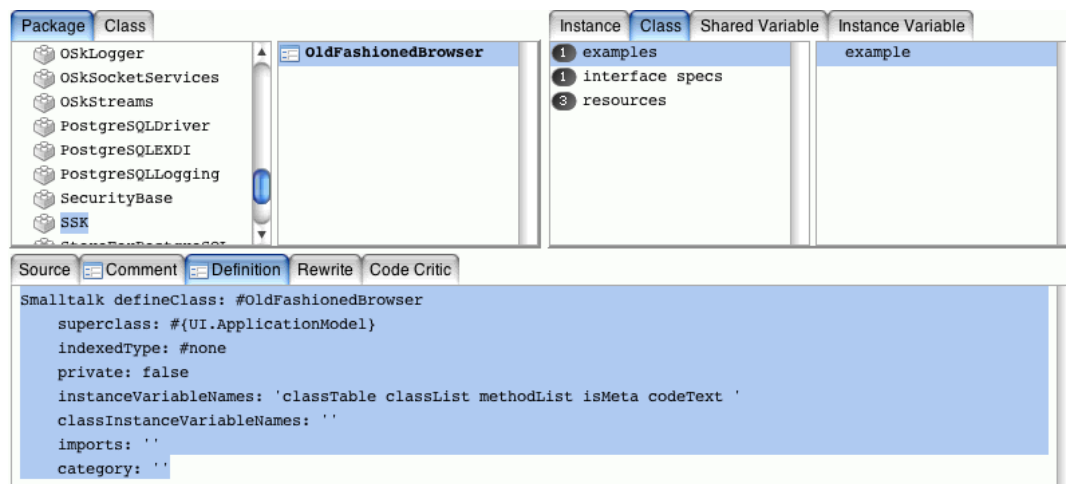 Package Class
Instance Class Shared Variable Instance Variable
OSkLogger
OSkSocketServices
OSkStreams
PostgreSQLDriver
PostgreSQLEXDI
PostgreSQLLogging
SecurityBase
SSK
OldFashionedBrowser
1 examples
1 interface specs
3 resources
example
Source Comment Definition Rewrite Code Critic
Smalltalk defineClass: #OldFashionedBrowser
superclass: #{UI.ApplicationModel}
indexedType: #none
private: false
instanceVariableNames: 'classTable classList methodList isMeta codeText '
classInstanceVariableNames: ''
imports: ''
category: ''